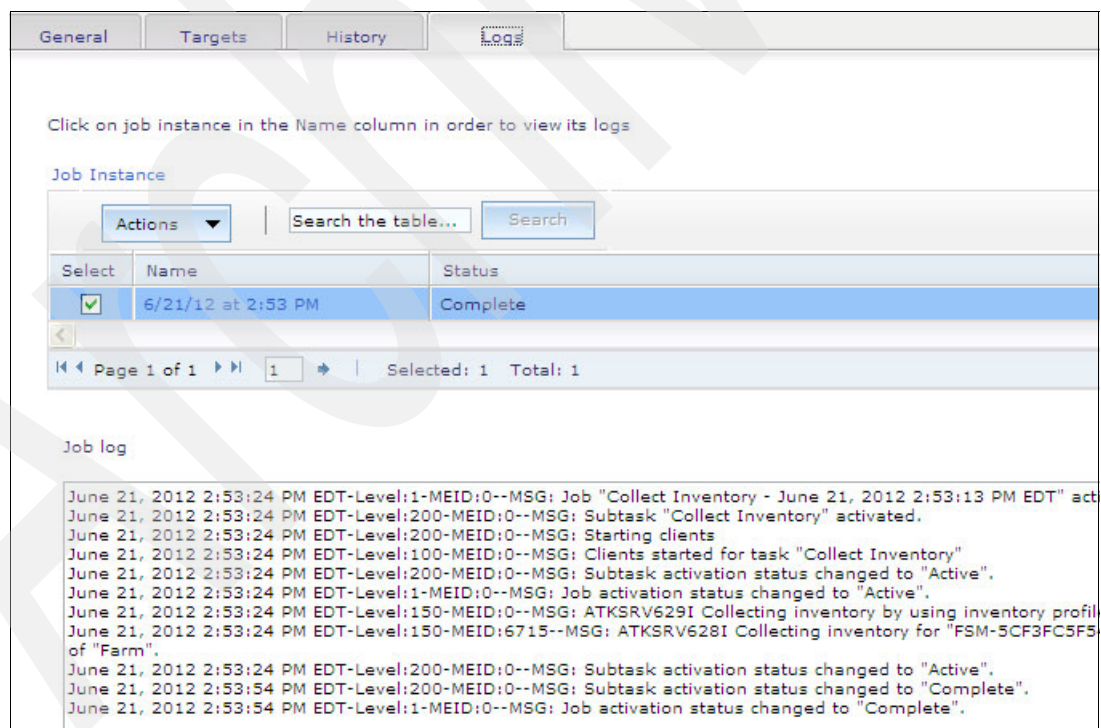 General Targets History Logs
Click on job instance in the Name column in order to view its logs
Job Instance
Actions Search the table... Search
Select Name Status
6/21/12 at 2:53 PM Complete
Page 1 of 1 1 Selected: 1 Total: 1
Job log
June 21, 2012 2:53:24 PM EDT-Level:1-MEID:0--MSG: Job "Collect Inventory - June 21, 2012 2:53:13 PM EDT" acti
June 21, 2012 2:53:24 PM EDT-Level:200-MEID:0--MSG: Subtask "Collect Inventory" activated.
June 21, 2012 2:53:24 PM EDT-Level:200-MEID:0--MSG: Starting clients
June 21, 2012 2:53:24 PM EDT-Level:100-MEID:0--MSG: Clients started for task "Collect Inventory"
June 21, 2012 2:53:24 PM EDT-Level:200-MEID:0--MSG: Subtask activation status changed to "Active".
June 21, 2012 2:53:24 PM EDT-Level:1-MEID:0--MSG: Job activation status changed to "Active".
June 21, 2012 2:53:24 PM EDT-Level:150-MEID:0--MSG: ATKSRV629I Collecting inventory by using inventory profil
June 21, 2012 2:53:24 PM EDT-Level:150-MEID:6715--MSG: ATKSRV628I Collecting inventory for "FSM-5CF3FC5F54
of "Farm".
June 21, 2012 2:53:24 PM EDT-Level:200-MEID:0--MSG: Subtask activation status changed to "Active".
June 21, 2012 2:53:54 PM EDT-Level:200-MEID:0--MSG: Subtask activation status changed to "Complete".
June 21, 2012 2:53:54 PM EDT-Level:1-MEID:0--MSG: Job activation status changed to "Complete".